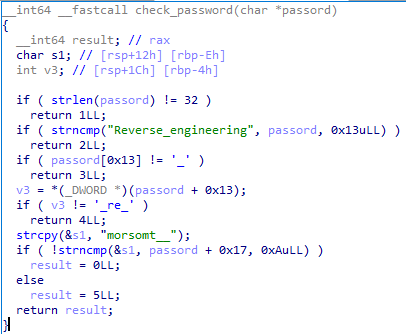 __int64 __fastcall check_password(char *passord)
{
__int64 result; // rax
char s1; // [rsp+12h] [rbp-Eh]
int v3; // [rsp+1Ch] [rbp-4h]
if ( strlen(passord) != 32 )
return 1LL;
if ( strncmp("Reverse_engineering", passord, 0x13uLL) )
return 2LL;
if ( passord[0x13] != '_' )
return 3LL;
v3 = *(_DWORD *)(passord + 0x13);
if ( v3 != '_re_' )
return 4LL;
strcpy(&s1, "morsomt__");
if ( !strncmp(&s1, passord + 0x17, 0xAuLL) )
result = 0LL;
else
result = 5LL;
return result;
}